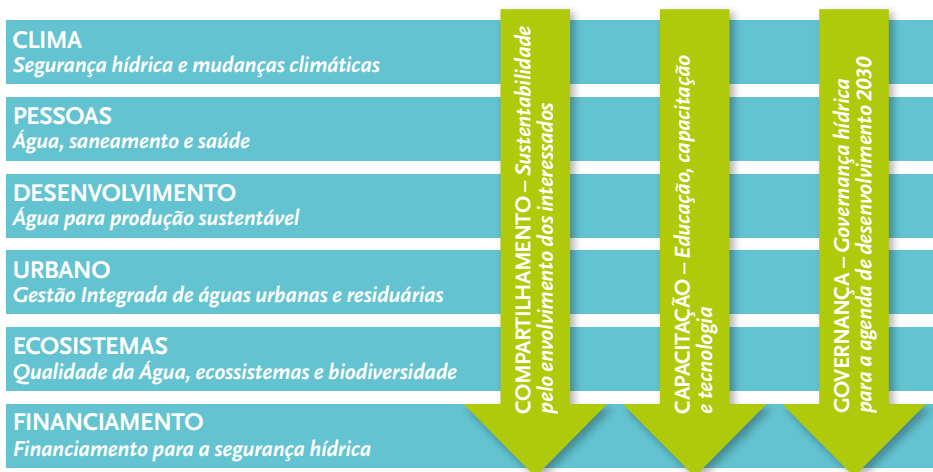 CLIMA
Segurança hídrica e mudanças climáticas
PESSOAS
Água, saneamento e saúde
DESENVOLVIMENTO
Água para produção sustentável
URBANO
Gestão Integrada de águas urbanas e residuárias
ECOSISTEMAS
Qualidade da Água, ecossistemas e biodiversidade
FINANCIAMENTO
Financiamento para a segurança hídrica
COMPARTILHAMENTO – Sustentabilidade
pelo envolvimento dos interessados
CAPACITAÇÃO – Educação, capacitação
e tecnologia
GOVERNANÇA – Governança hídrica
para a agenda de desenvolvimento 2030